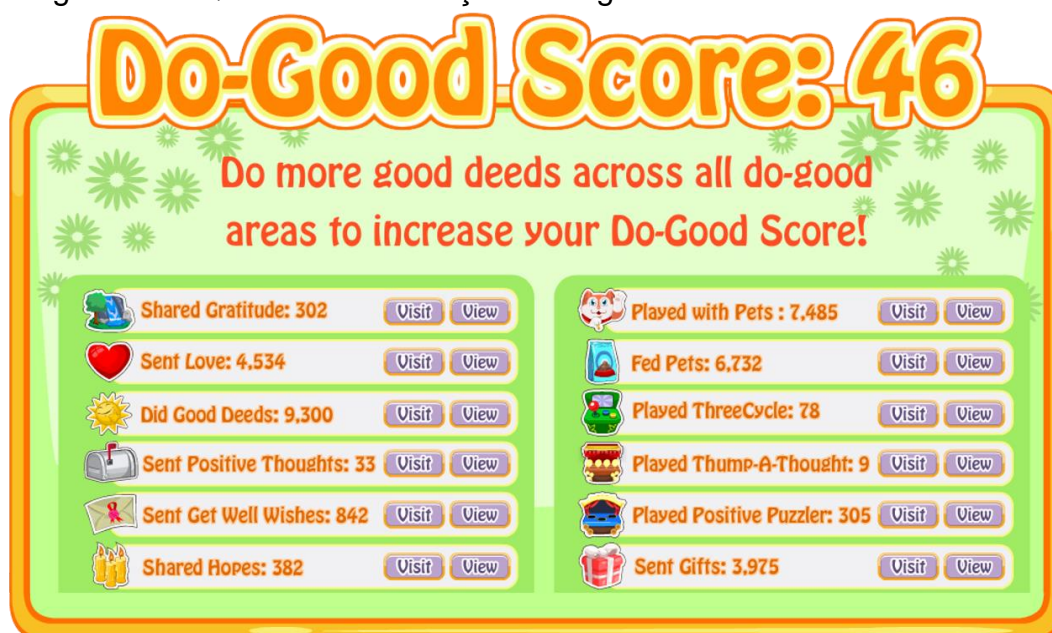 Do-Good Score: 46
Do more good deeds across all do-good
areas to increase your Do-Good Score!
Shared Gratitude: 302 Visit View
Sent Love: 4,534 Visit View
Did Good Deeds: 9,300 Visit View
Sent Positive Thoughts: 33 Visit View
Sent Get Well Wishes: 842 Visit View
Shared Hopes: 382 Visit View
Played with Pets : 7,485 Visit View
Fed Pets: 6,732 Visit View
Played ThreeCycle: 78 Visit View
Played Thump-A-Thought: 9 Visit View
Played Positive Puzzler: 305 Visit View
Sent Gifts: 3,975 Visit View